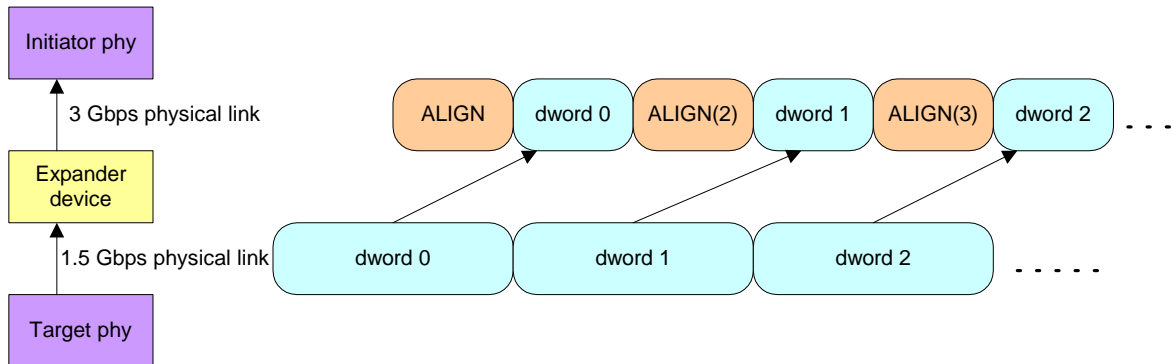 Initiator phy
3 Gbps physical link
ALIGN
dword 0
ALIGN(2)
dword 1
ALIGN(3)
dword 2
. . . .
Expander
device
1.5 Gbps physical link
dword 0
dword 1
dword 2
. . . . .
Target phy